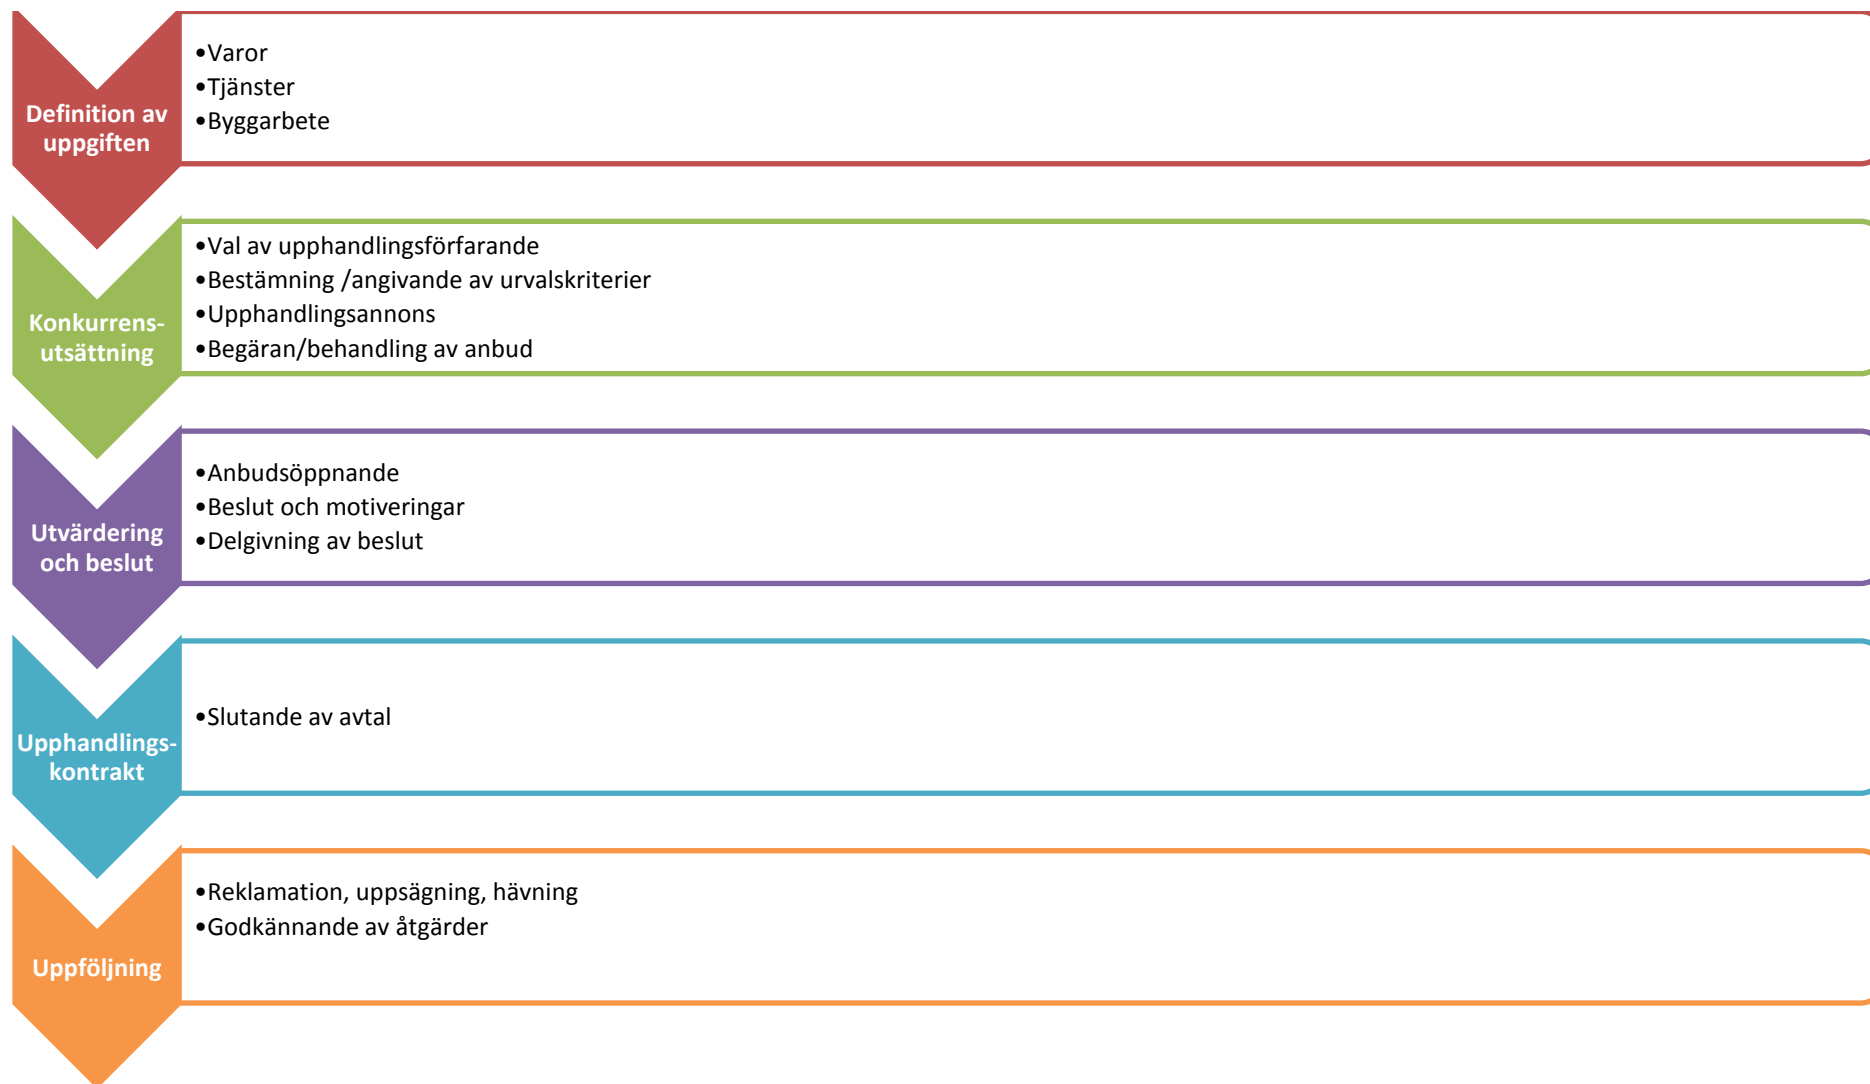 Definition av
uppgiften
•Varor
•Tjänster
•Byggarbete
Konkurrens-
utsättning
•Val av upphandlingsförfarande
•Bestämning /angivande av urvalskriterier
•Upphandlingsannons
•Begäran/behandling av anbud
Utvärdering
och beslut
•Anbudsöppnande
•Beslut och motiveringar
•Delgivning av beslut
Upphandlings-
kontrakt
•Slutande av avtal
Uppföljning
•Reklamation, uppsägning, hävning
•Godkännande av åtgärder